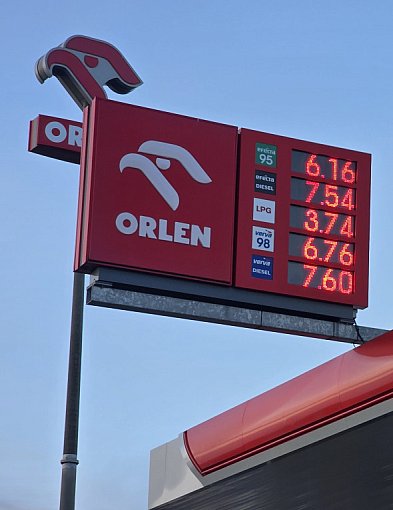 OR
ORLEN
efecta
95
6.16
efecta
DIESEL
7.54
LPG
3.74
verva
98
6.76
verva
DIESEL
7.60